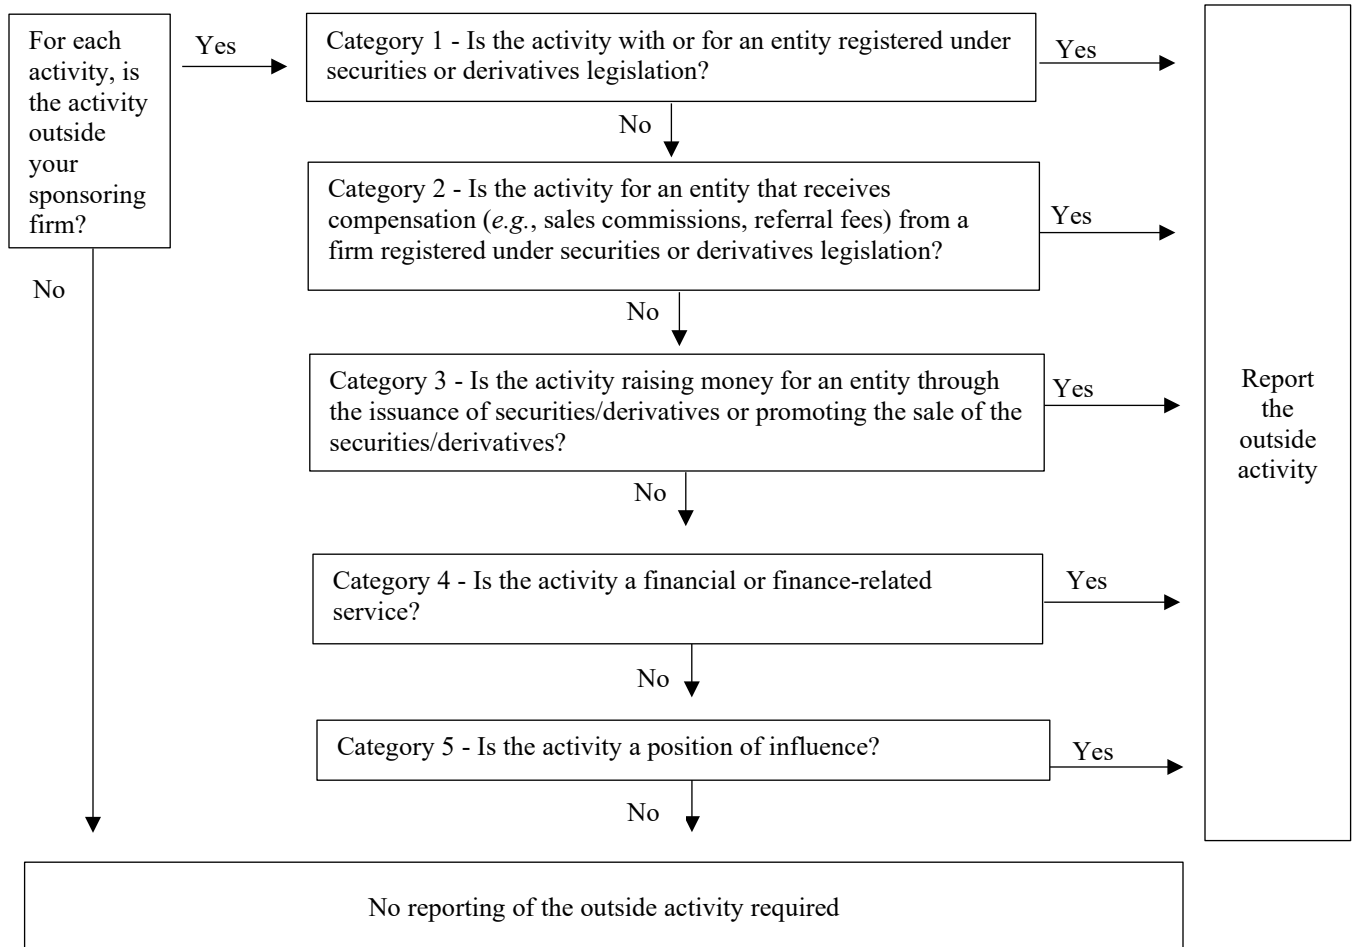 For each
activity, is
the activity
outside
your
sponsoring
firm?
Yes
Category 1 - Is the activity with or for an entity registered under
securities or derivatives legislation?
Yes
No
Category 2 - Is the activity for an entity that receives
compensation (e.g., sales commissions, referral fees) from a
firm registered under securities or derivatives legislation?
Yes
No
No
Category 3 - Is the activity raising money for an entity through
the issuance of securities/derivatives or promoting the sale of the
securities/derivatives?
Yes
Report
the
outside
activity
No
Category 4 - Is the activity a financial or finance-related
service?
Yes
No
Category 5 - Is the activity a position of influence?
Yes
No
No reporting of the outside activity required